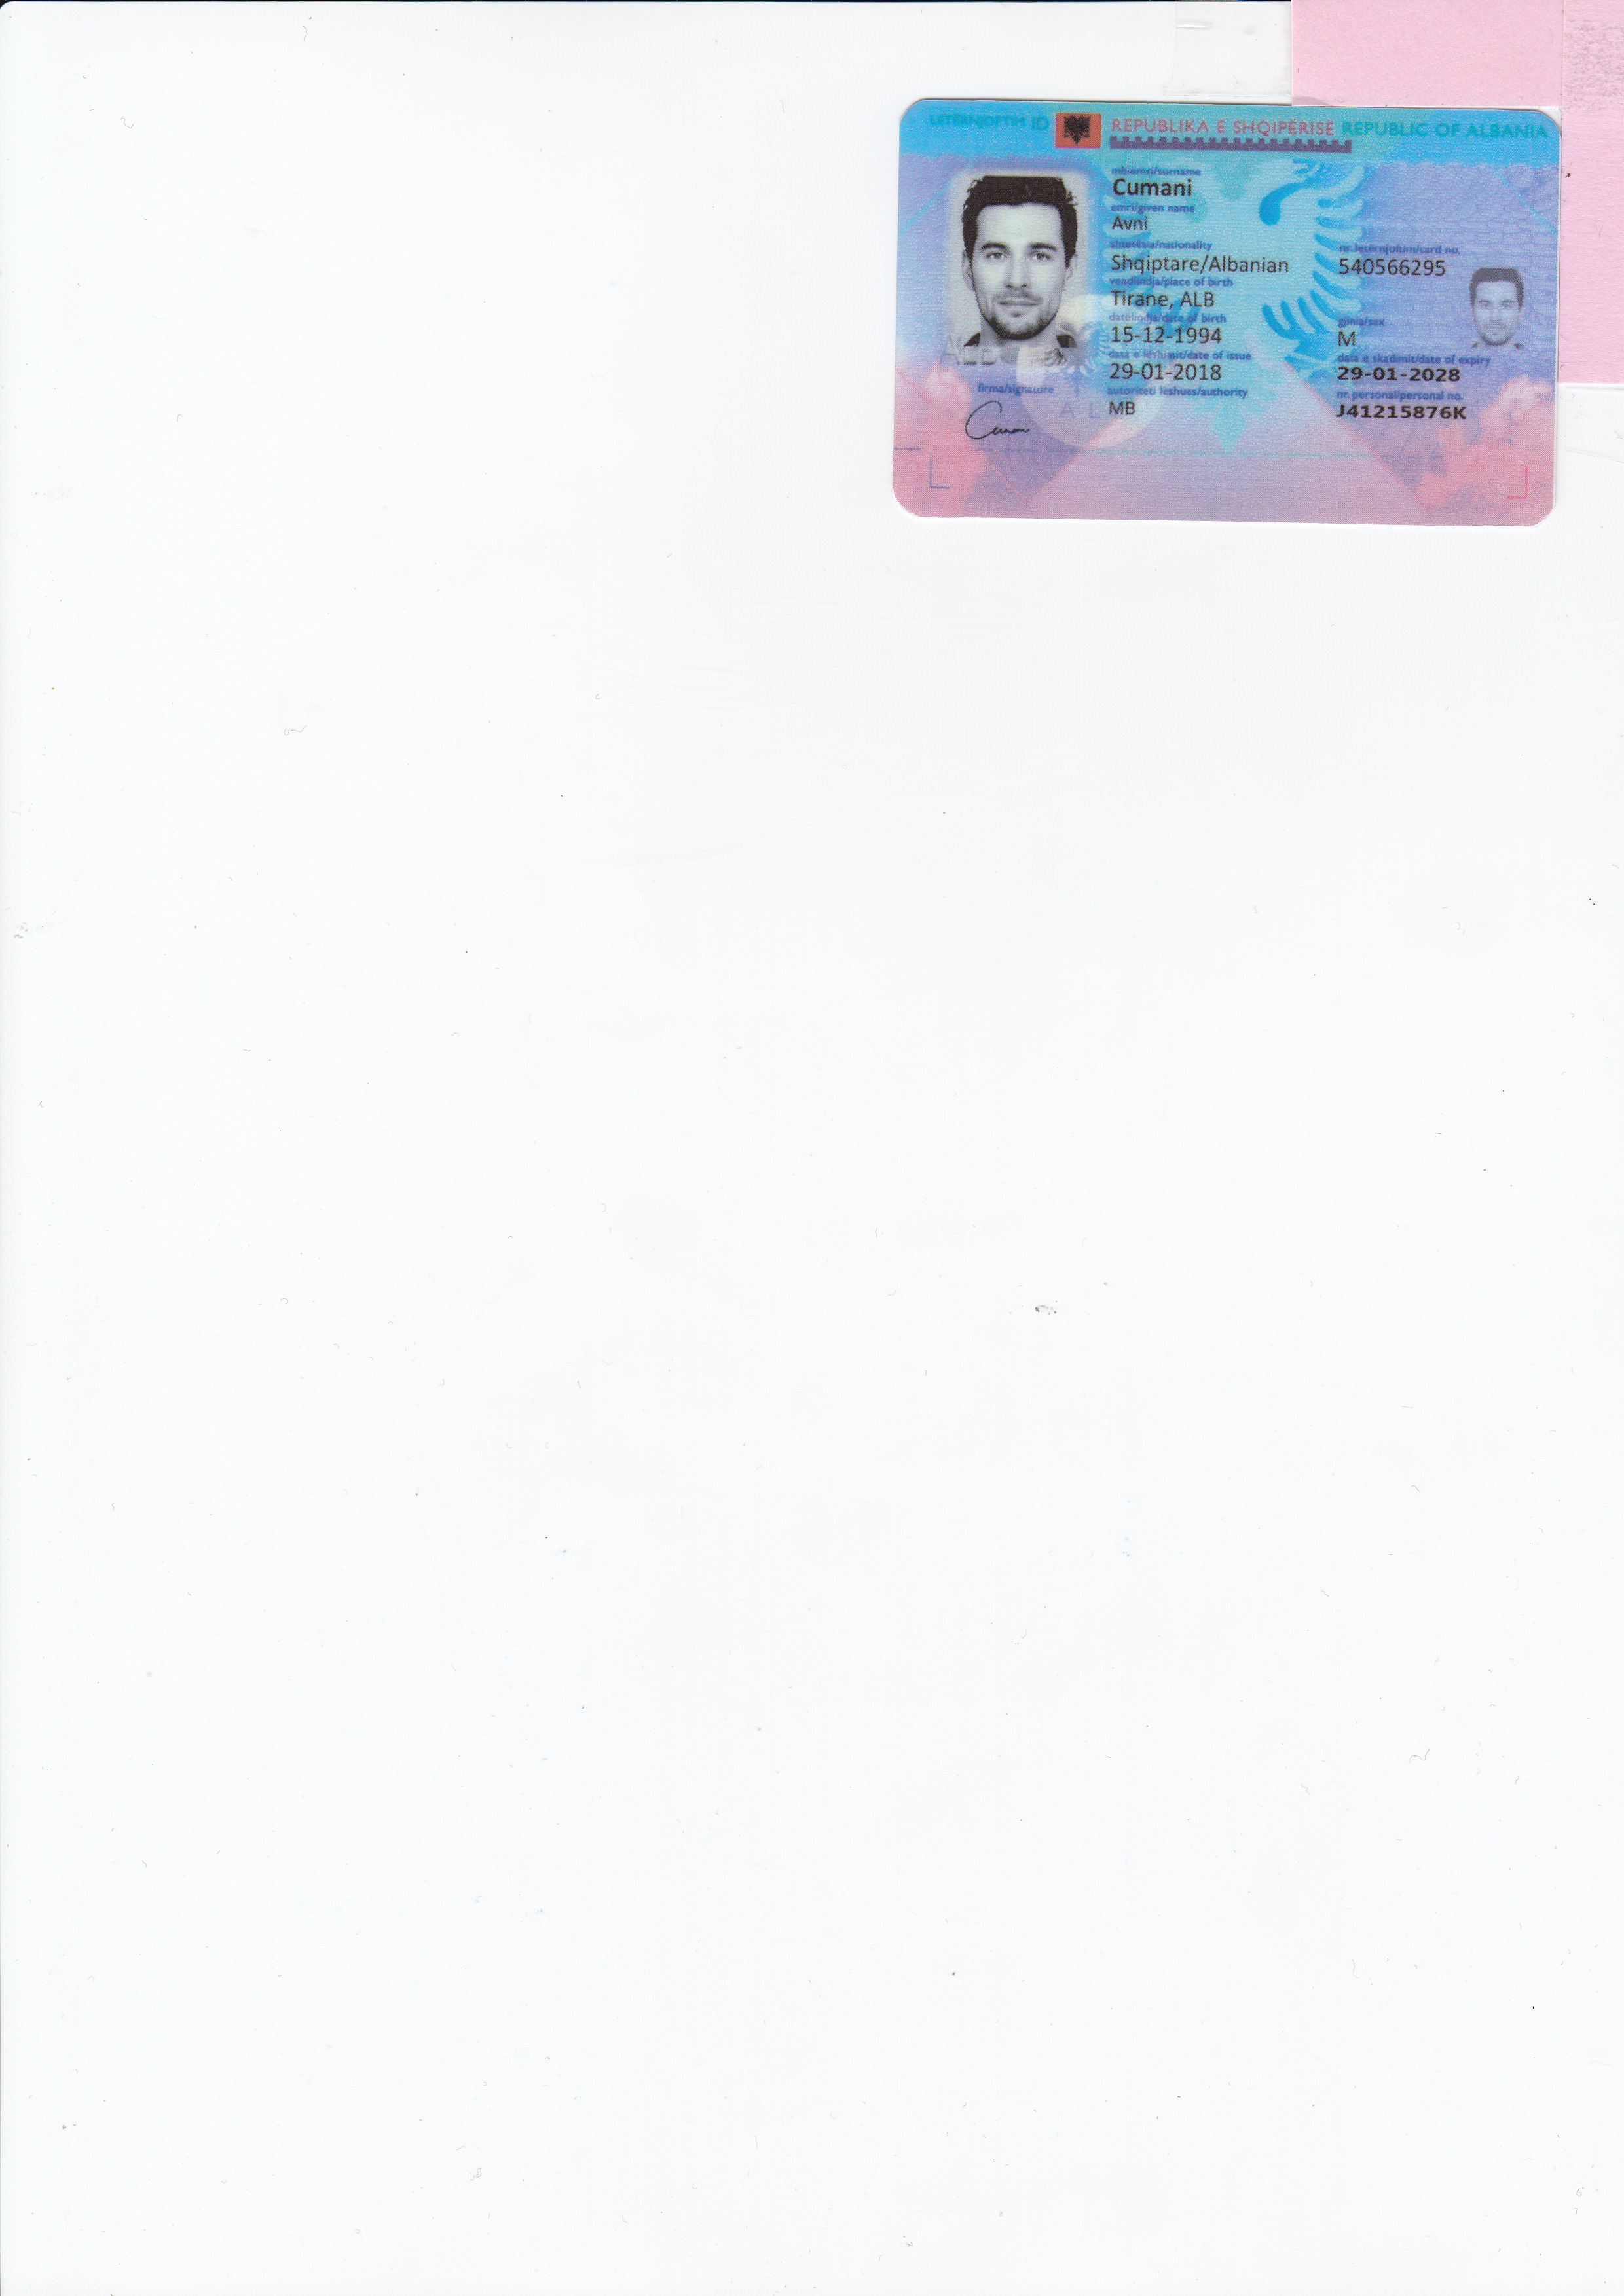 LETËRNJOFTIM ID REPUBLIKA E SHQIPËRISË REPUBLIC OF ALBANIA
mbiemri/surname
Cumani
emri/given name
Avni
shtetësia/nationality
Shqiptare/Albanian
nr. letërnjoftimi/card no.
540566295
vendlindja/place of birth
Tirane, ALB
datëlindja/date of birth
15-12-1994
gjinia/sex
M
data e lëshimit/date of issue
29-01-2018
data e skadimit/date of expiry
29-01-2028
autoriteti lëshues/authority
MB
nr. personal/personal no.
J41215876K
ALB
firma/signature